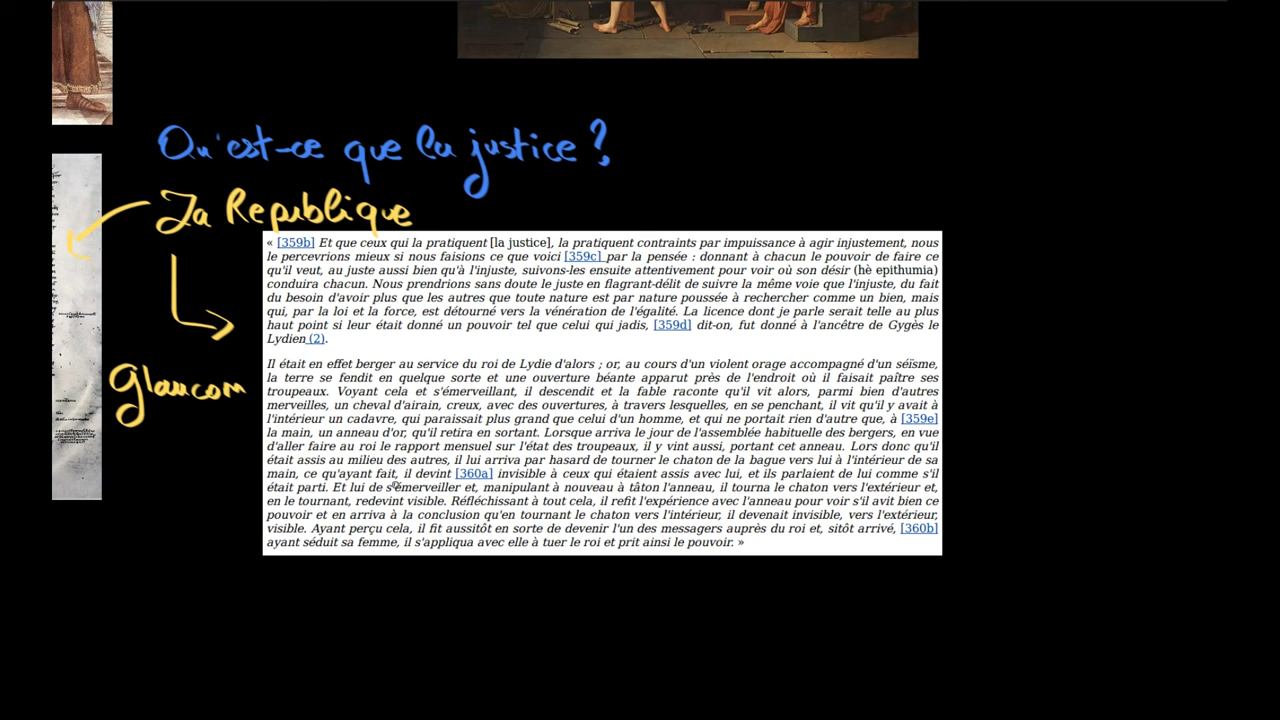 Qu'est-ce que la justice ?
La Republique
« [359b] Et que ceux qui la pratiquent [la justice], la pratiquent contraints par impuissance à agir injustement, nous
le percevrions mieux si nous faisions ce que voici [359c] par la pensée : donnant à chacun le pouvoir de faire ce
qu'il veut, au juste aussi bien qu'à l'injuste, suivons-les ensuite attentivement pour voir où son désir (hè epithumia)
conduira chacun. Nous prendrions sans doute le juste en flagrant-délit de suivre la même voie que l'injuste, du fait
du besoin d'avoir plus que les autres que toute nature est par nature poussée à rechercher comme un bien, mais
qui, par la loi et la force, est détourné vers la vénération de l'égalité. La licence dont je parle serait telle au plus
haut point si leur était donné un pouvoir tel que celui qui jadis, [359d] dit-on, fut donné à l'ancêtre de Gygès le
Lydien (2).
Il était en effet berger au service du roi de Lydie d'alors ; or, au cours d'un violent orage accompagné d'un séïsme,
la terre se fendit en quelque sorte et une ouverture béante apparut près de l'endroit où il faisait paître ses
troupeaux. Voyant cela et s'émerveillant, il descendit et la fable raconte qu'il vit alors, parmi bien d'autres
merveilles, un cheval d'airain, creux, avec des ouvertures, à travers lesquelles, en se penchant, il vit qu'il y avait à
l'intérieur un cadavre, qui paraissait plus grand que celui d'un homme, et qui ne portait rien d'autre que, à [359e]
la main, un anneau d'or, qu'il retira en sortant. Lorsque arriva le jour de l'assemblée habituelle des bergers, en vue
d'aller faire au roi le rapport mensuel sur l'état des troupeaux, il y vint aussi, portant cet anneau. Lors donc qu'il
était assis au milieu des autres, il lui arriva par hasard de tourner le chaton de la bague vers lui à l'intérieur de sa
main, ce qu'ayant fait, il devint [360a] invisible à ceux qui étaient assis avec lui, et ils parlaient de lui comme s'il
était parti. Et lui de s'émerveiller et, manipulant à nouveau à tâton l'anneau, il tourna le chaton vers l'extérieur et,
en le tournant, redevint visible. Réfléchissant à tout cela, il refit l'expérience avec l'anneau pour voir s'il avit bien ce
pouvoir et en arriva à la conclusion qu'en tournant le chaton vers l'intérieur, il devenait invisible, vers l'extérieur,
visible. Ayant perçu cela, il fit aussitôt en sorte de devenir l'un des messagers auprès du roi et, sitôt arrivé, [360b]
ayant séduit sa femme, il s'appliqua avec elle à tuer le roi et prit ainsi le pouvoir. »
Glaucon